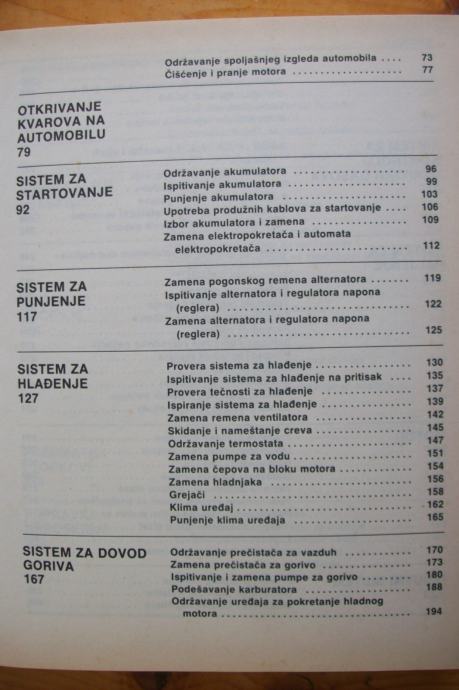 Održavanje spoljašnjeg izgleda automobila .... 73
Čišćenje i pranje motora .................... 77
OTKRIVANJE
KVAROVA NA
AUTOMOBILU
79
SISTEM ZA
STARTOVANJE
92
Održavanje akumulatora ..................... 96
Ispitivanje akumulatora ...................... 99
Punjenje akumulatora ....................... 103
Upotreba produžnih kablova za startovanje .... 106
Izbor akumulatora i zamena .................. 109
Zamena elektropokretača i automata
elektropokretača .......................... 112
SISTEM ZA
PUNJENJE
117
Zamena pogonskog remena alternatora ....... 119
Ispitivanje alternatora i regulatora napona
(reglera) ................................ 122
Zamena alternatora i regulatora napona
(reglera) ................................ 125
SISTEM ZA
HLAĐENJE
127
Provera sistema za hlađenje .................. 130
Ispitivanje sistema za hlađenje na pritisak .... 135
Provera tečnosti za hlađenje ................ 137
Ispiranje sistema za hlađenje ................. 139
Zamena remena ventilatora ................. 142
Skidanje i nameštanje creva ................. 145
Održavanje termostata ..................... 147
Zamena pumpe za vodu ..................... 151
Zamena čepova na bloku motora ............. 154
Zamena hladnjaka ......................... 156
Grejači .................................. 158
Klima uređaj .............................. 162
Punjenje klima uređaja ..................... 165
SISTEM ZA DOVOD
GORIVA
167
Održavanje prečistača za vazduh ............. 170
Zamena prečistača za gorivo ................. 173
Ispitivanje i zamena pumpe za gorivo ......... 180
Podešavanje karburatora .................... 188
Održavanje uređaja za pokretanje hladnog
motora .................................. 194